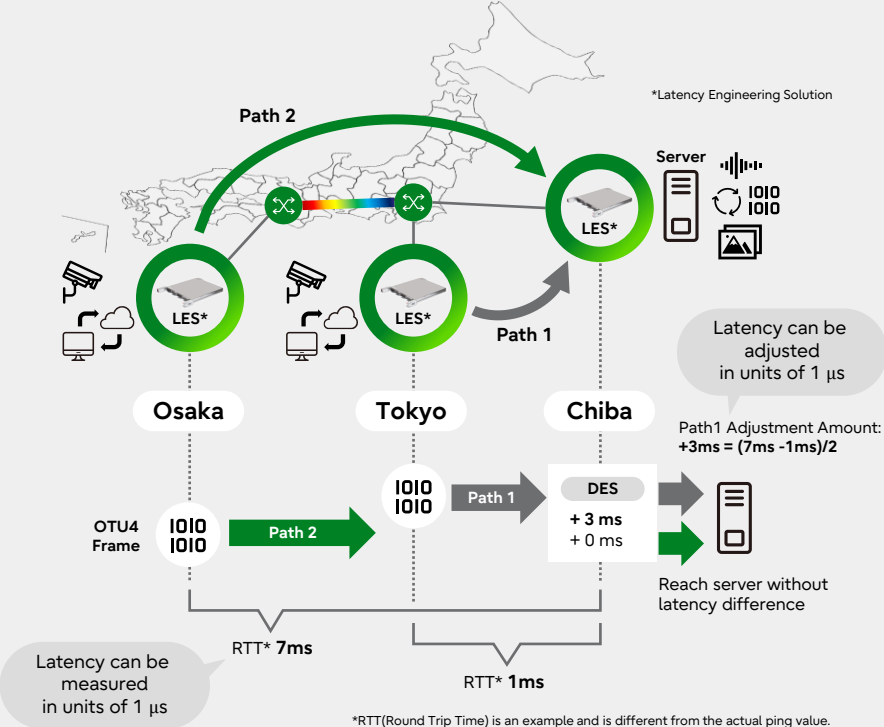 *Latency Engineering Solution
Path 2
Server
1010
1010
LES*
LES*
LES*
Path 1
Latency can be
adjusted
in units of 1 μs
Osaka
Tokyo
Chiba
Path1 Adjustment Amount:
+3ms = (7ms -1ms)/2
OTU4
Frame
1010
1010
Path 2
1010
1010
Path 1
DES
+ 3 ms
+ 0 ms
Reach server without
latency difference
RTT* 7ms
RTT* 1ms
Latency can be
measured
in units of 1 μs
*RTT(Round Trip Time) is an example and is different from the actual ping value.